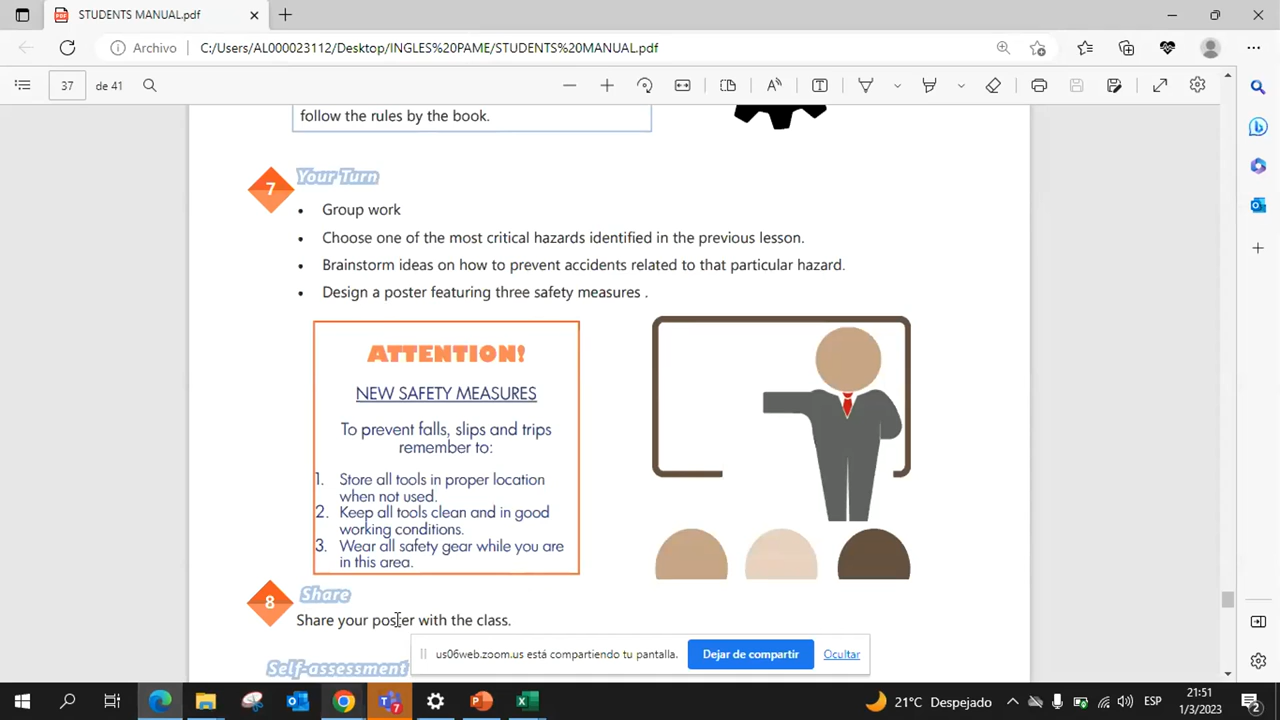 STUDENTS MANUAL.pdf
Archivo
C:/Users/AL000023112/Desktop/INGLES%20PAME/STUDENTS%20MANUAL.pdf
37
de 41
follow the rules by the book.
7
Your Turn
• Group work
• Choose one of the most critical hazards identified in the previous lesson.
• Brainstorm ideas on how to prevent accidents related to that particular hazard.
• Design a poster featuring three safety measures .
ATTENTION!
NEW SAFETY MEASURES
To prevent falls, slips and trips
remember to:
1. Store all tools in proper location
when not used.
2. Keep all tools clean and in good
working conditions.
3. Wear all safety gear while you are
in this area.
8
Share
Share your poster with the class.
us06web.zoom.us está compartiendo tu pantalla.
Dejar de compartir
Ocultar
Self-assessment
7
21°C Despejado
ESP
21:51
1/3/2023
2